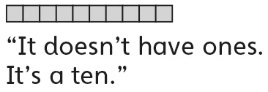 “It doesn’t have ones.
It’s a ten.”